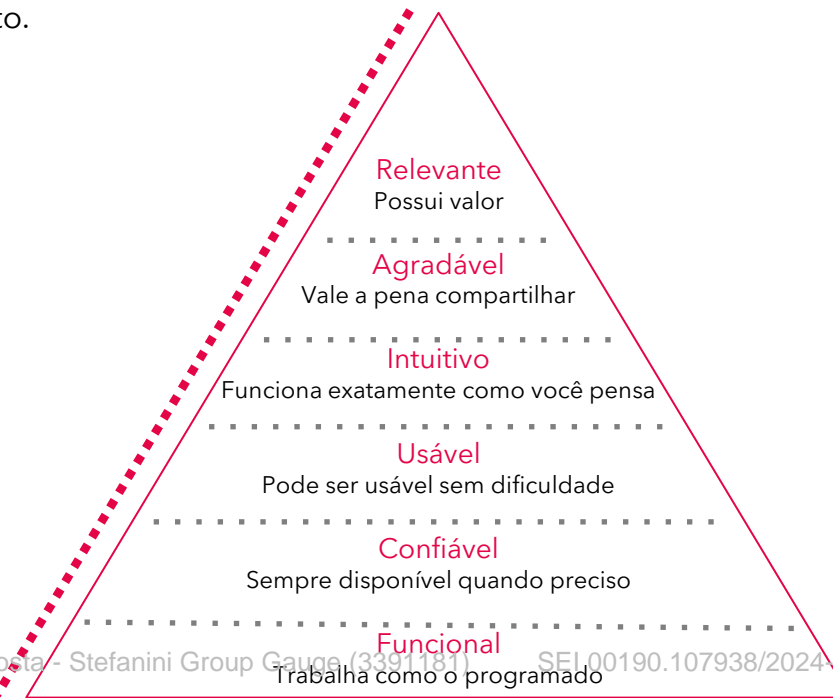 to.
Relevante
Possui valor
Agradável
Vale a pena compartilhar
Intuitivo
Funciona exatamente como você pensa
Usável
Pode ser usável sem dificuldade
Confiável
Sempre disponível quando preciso
Funcional
osta - Stefanini Group Gauge (3391181) SEI 00190.107938/2024-
Trabalha como o programado